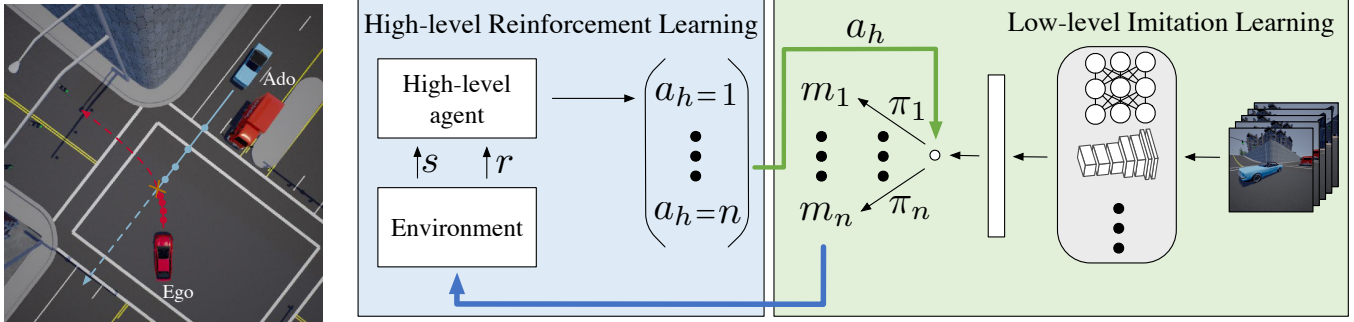 Ado
Ego
High-level Reinforcement Learning
High-level
agent
s r
Environment
a_h = 1
a_h = n
Low-level Imitation Learning
a_h
m_1 π_1
m_n π_n